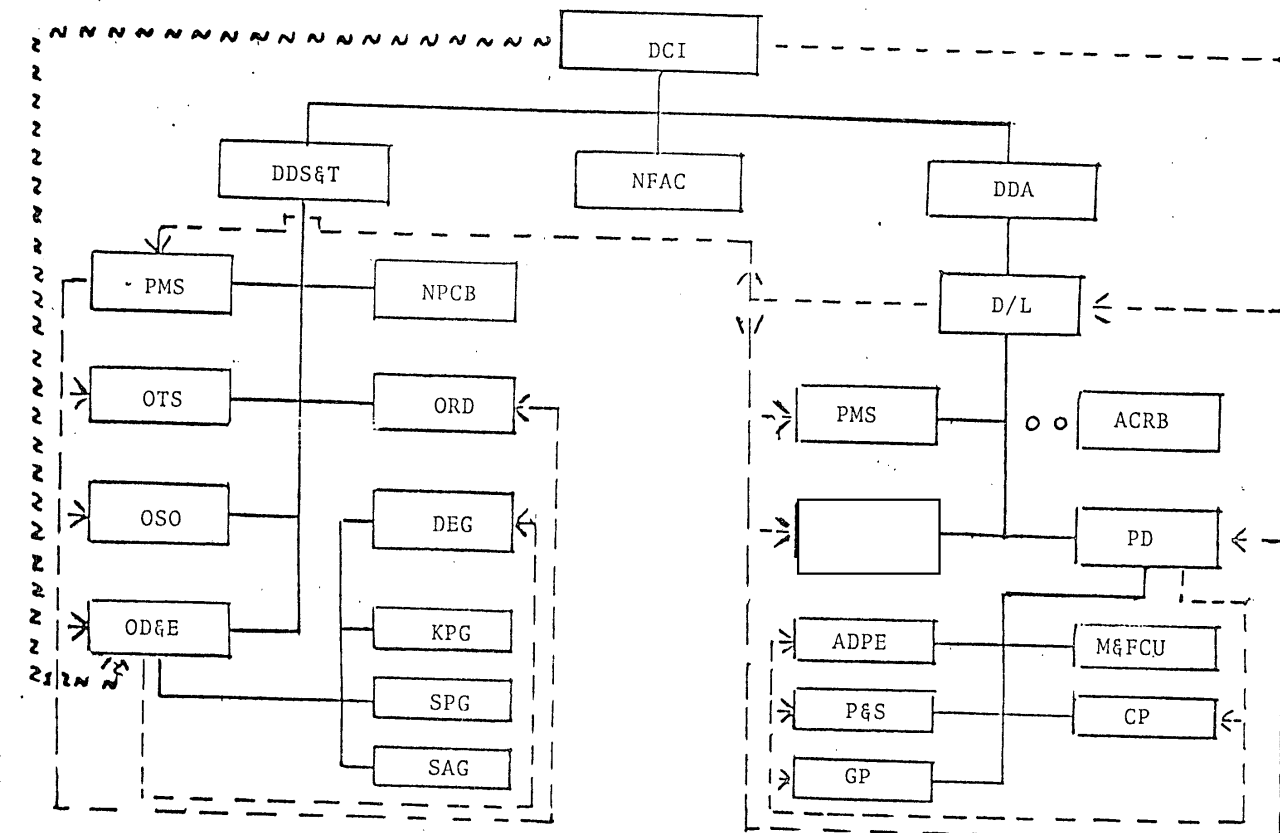 DCI
DDS&T
NFAC
DDA
PMS
NPCB
D/L
OTS
ORD
PMS
ACRB
OSO
DEG
PD
OD&E
KPG
ADPE
M&FCU
SPG
P&S
CP
SAG
GP